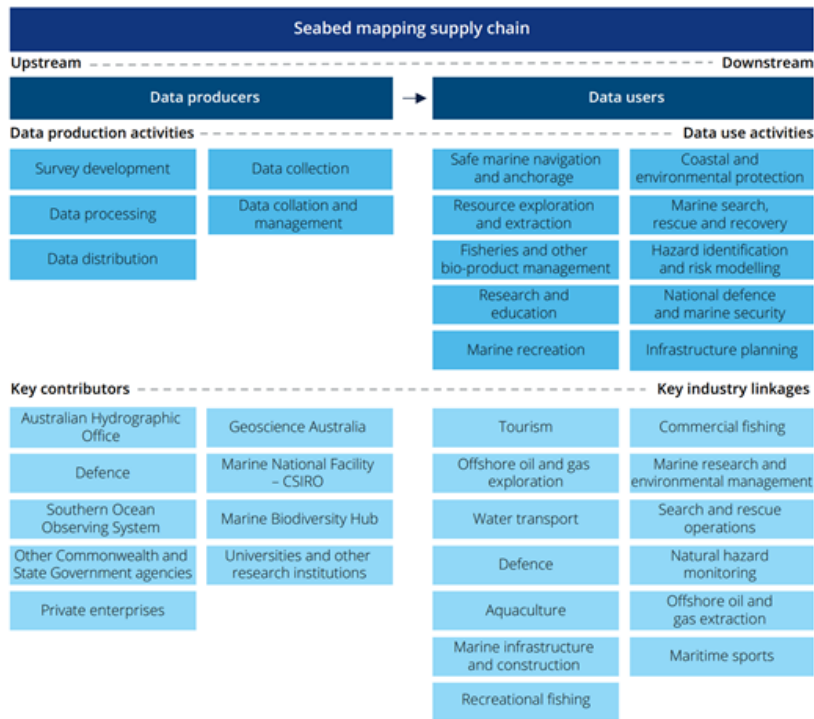 Seabed mapping supply chain
Upstream
Downstream
Data producers
Data users
Data production activities
Data use activities
Survey development
Data collection
Data processing
Data collation and
management
Data distribution
Safe marine navigation
and anchorage
Coastal and
environmental protection
Resource exploration
and extraction
Marine search,
rescue and recovery
Fisheries and other
bio-product management
Hazard identification
and risk modelling
Research and
education
National defence
and marine security
Marine recreation
Infrastructure planning
Key contributors
Key industry linkages
Australian Hydrographic
Office
Geoscience Australia
Defence
Marine National Facility
– CSIRO
Southern Ocean
Observing System
Marine Biodiversity Hub
Other Commonwealth and
State Government agencies
Universities and other
research institutions
Private enterprises
Tourism
Commercial fishing
Offshore oil and gas
exploration
Marine research and
environmental management
Water transport
Search and rescue
operations
Defence
Natural hazard
monitoring
Aquaculture
Offshore oil and
gas extraction
Marine infrastructure
and construction
Maritime sports
Recreational fishing